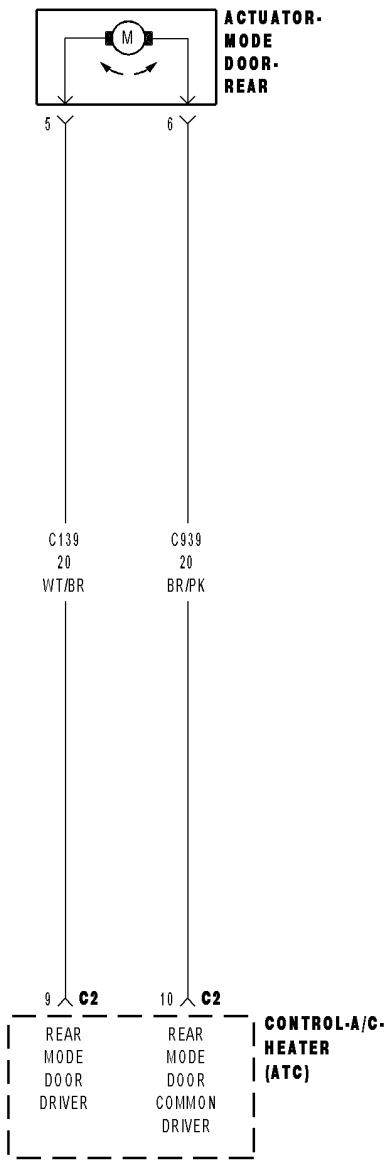 ACTUATOR-
MODE
DOOR-
REAR
M
5
6
C139
20
WT/BR
C939
20
BR/PK
9 C2
10 C2
REAR
MODE
DOOR
DRIVER
REAR
MODE
DOOR
COMMON
DRIVER
CONTROL-A/C-
HEATER
(ATC)